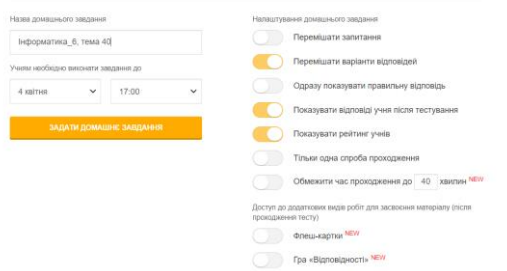 Назва домашнього завдання
Інформатика_6, тема 40
Учням необхідно виконати завдання до
4 квітня
17:00
ЗАДАТИ ДОМАШНЄ ЗАВДАННЯ
Налаштування домашнього завдання
Перемішати запитання
Перемішати варіанти відповідей
Одразу показувати правильну відповідь
Показувати відповіді учня після тестування
Показувати рейтинг учнів
Тільки одна спроба проходження
Обмежити час проходження до 40 хвилин NEW
Доступ до додаткових видів робіт для засвоєння матеріалу (після
проходження тесту)
Флеш-картки NEW
Гра «Відповідності» NEW